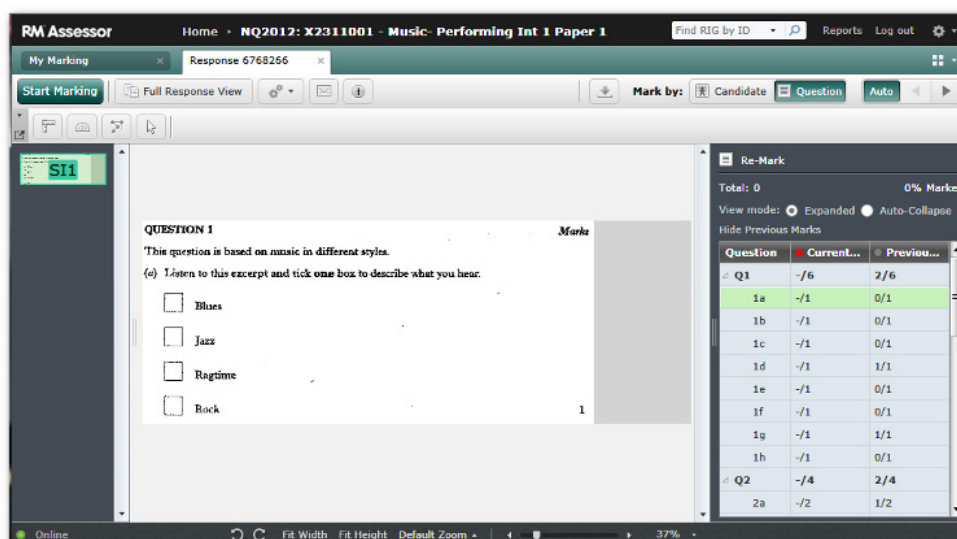 RM Assessor
Home › NQ2012: X2311001 - Music- Performing Int 1 Paper 1
Find RIG by ID
Reports Log out
My Marking ×
Response 6768266 ×
Start Marking
Full Response View
Mark by: Candidate Question Auto
SI1
QUESTION 1 Marks
This question is based on music in different styles.
(a) Listen to this excerpt and tick one box to describe what you hear.
Blues
Jazz
Ragtime
Rock 1
Re-Mark
Total: 0 0% Marke
View mode: Expanded Auto-Collapse
Hide Previous Marks
Question Current... Previou...
Q1 -/6 2/6
1a -/1 0/1
1b -/1 0/1
1c -/1 0/1
1d -/1 1/1
1e -/1 0/1
1f -/1 0/1
1g -/1 1/1
1h -/1 0/1
Q2 -/4 2/4
2a -/2 1/2
Online
Fit Width Fit Height Default Zoom 37%